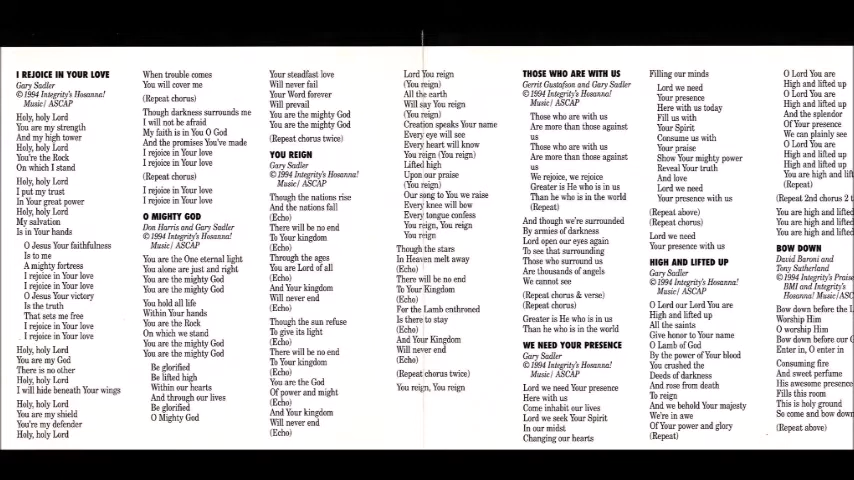 I REJOICE IN YOUR LOVE
Gary Sadler
© 1994 Integrity's Hosanna!
Music/ ASCAP
Holy, holy Lord
You are my strength
And my high tower
Holy, holy Lord
You're the Rock
On which I stand
Holy, holy Lord
I put my trust
In Your great power
Holy, holy Lord
My salvation
Is in Your hands
O Jesus Your faithfulness
Is to me
A mighty fortress
I rejoice in Your love
I rejoice in Your love
O Jesus Your victory
Is the truth
That sets me free
I rejoice in Your love
I rejoice in Your love
Holy, holy Lord
You are my God
There is no other
Holy, holy Lord
I will hide beneath Your wings
Holy, holy Lord
You are my shield
You're my defender
Holy, holy Lord
When trouble comes
You will cover me
(Repeat chorus)
Though darkness surrounds me
I will not be afraid
My faith is in You O God
And the promises You've made
I rejoice in Your love
I rejoice in Your love
(Repeat chorus)
I rejoice in Your love
I rejoice in Your love
O MIGHTY GOD
Don Harris and Gary Sadler
© 1994 Integrity's Hosanna!
Music/ ASCAP
You are the One eternal light
You alone are just and right
You are the mighty God
You are the mighty God
You hold all life
Within Your hands
You are the Rock
On which we stand
You are the mighty God
You are the mighty God
Be glorified
Be lifted high
Within our hearts
And through our lives
Be glorified
O Mighty God
Your steadfast love
Will never fail
Your Word forever
Will prevail
You are the mighty God
You are the mighty God
(Repeat chorus twice)
YOU REIGN
Gary Sadler
© 1994 Integrity's Hosanna!
Music/ ASCAP
Though the nations rise
And the nations fall
(Echo)
There will be no end
To Your kingdom
(Echo)
Through the ages
You are Lord of all
(Echo)
And Your kingdom
Will never end
(Echo)
Though the sun refuse
To give its light
(Echo)
There will be no end
To Your kingdom
(Echo)
You are the God
Of power and might
(Echo)
And Your kingdom
Will never end
(Echo)
Lord You reign
(You reign)
All the earth
Will say You reign
(You reign)
Creation speaks Your name
Every eye will see
Every heart will know
You reign (You reign)
Lifted high
Upon our praise
(You reign)
Our song to You we raise
Every knee will bow
Every tongue confess
You reign, You reign
You reign
Though the stars
In Heaven melt away
(Echo)
There will be no end
To Your Kingdom
(Echo)
For the Lamb enthroned
Is there to stay
(Echo)
And Your Kingdom
Will never end
(Echo)
(Repeat chorus twice)
You reign, You reign
THOSE WHO ARE WITH US
Gerrit Gustafson and Gary Sadler
© 1994 Integrity's Hosanna!
Music/ ASCAP
Those who are with us
Are more than those against
us
Those who are with us
Are more than those against
us
We rejoice, we rejoice
Greater is He who is in us
Than he who is in the world
(Repeat)
And though we're surrounded
By armies of darkness
Lord open our eyes again
To see that surrounding
Those who surround us
Are thousands of angels
We cannot see
(Repeat chorus & verse)
(Repeat chorus)
Greater is He who is in us
Than he who is in the world
WE NEED YOUR PRESENCE
Gary Sadler
© 1994 Integrity's Hosanna!
Music/ ASCAP
Lord we need Your presence
Here with us
Come inhabit our lives
Lord we seek Your Spirit
In our midst
Changing our hearts
Filling our minds
Lord we need
Your presence
Here with us today
Fill us with
Your Spirit
Consume us with
Your praise
Show Your mighty power
Reveal Your truth
And love
Lord we need
Your presence with us
(Repeat above)
(Repeat chorus)
Lord we need
Your presence with us
HIGH AND LIFTED UP
Gary Sadler
© 1994 Integrity's Hosanna!
Music/ ASCAP
O Lord our Lord You are
High and lifted up
All the saints
Give honor to Your name
O Lamb of God
By the power of Your blood
You crushed the
Deeds of darkness
And rose from death
To reign
And we behold Your majesty
We're in awe
Of Your power and glory
(Repeat)
O Lord You are
High and lifted up
O Lord You are
High and lifted up
And the splendor
Of Your presence
We can plainly see
O Lord You are
High and lifted up
High and lifted up
You are high and lift
(Repeat)
(Repeat 2nd chorus 2 t
You are high and lifted
You are high and lifted
You are high and lifted
BOW DOWN
David Baroni and
Tony Sutherland
© 1994 Integrity's Praise
BMI and Integrity's
Hosanna! Music/ASC
Bow down before the L
Worship Him
O worship Him
Bow down before our G
Enter in, O enter in
Consuming fire
And sweet perfume
His awesome presence
Fills this room
This is holy ground
So come and bow down
(Repeat above)